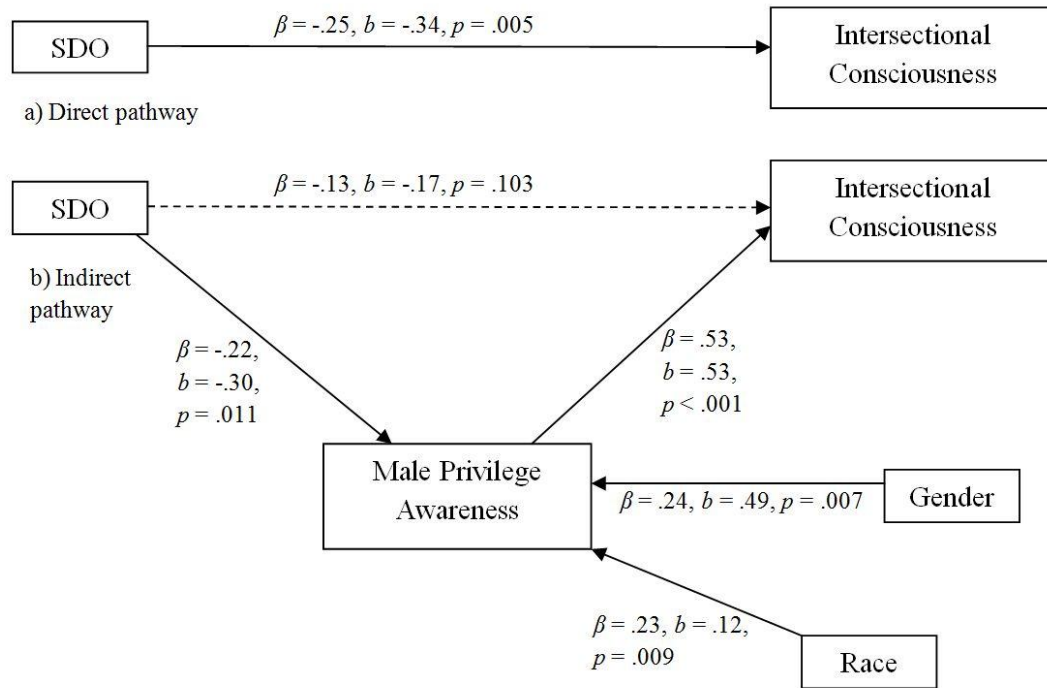 SDO
β = -.25, b = -.34, p = .005
Intersectional
Consciousness
a) Direct pathway
SDO
β = -.13, b = -.17, p = .103
Intersectional
Consciousness
b) Indirect
pathway
β = -.22,
b = -.30,
p = .011
β = .53,
b = .53,
p < .001
Male Privilege
Awareness
β = .24, b = .49, p = .007
Gender
β = .23, b = .12,
p = .009
Race